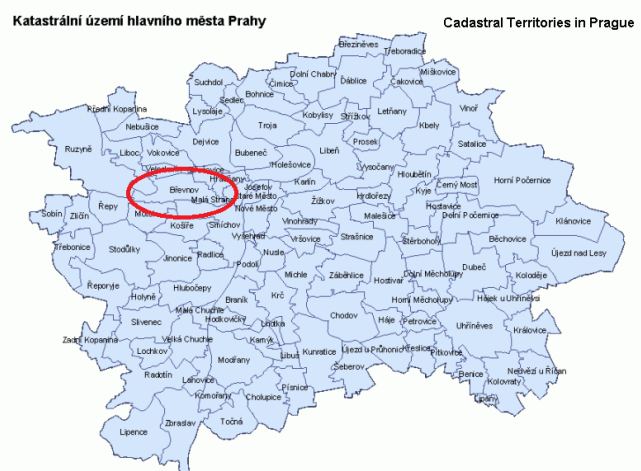 Katastrální území hlavního města Prahy
Cadastral Territories in Prague
Březiněves
Třeboradice
Miškovice
Dolní Chabry
Ďáblice
Čakovice
Suchdol
Čimice
Bohnice
Sedlec
Lysolaje
Přední Kopanina
Kobylisy
Střížkov
Letňany
Vinoř
Kbely
Troja
Nebušice
Dejvice
Prosek
Satalice
Ruzyně
Liboc
Vokovice
Bubeneč
Libeň
Holešovice
Vysočany
Hloubětín
Karlín
Břevnov
Josefov
Staré Město
Malá Strana
Nové Město
Žižkov
Hrdlořezy
Kyje
Černý Most
Horní Počernice
Hostavice
Dolní Počernice
Malešice
Řepy
Sobín
Zličín
Košíře
Smíchov
Vinohrady
Vyšehrad
Vršovice
Strašnice
Štěrboholy
Běchovice
Klánovice
Újezd nad Lesy
Třebonice
Stodůlky
Jinonice
Radlice
Nusle
Podolí
Michle
Záběhlice
Hostivař
Dolní Měcholupy
Dubeč
Koloděje
Řeporyje
Holyně
Hlubočepy
Braník
Krč
Horní Měcholupy
Hájek u Uhříněvsi
Malá Chuchle
Hodkovičky
Lhotka
Slivenec
Chodov
Háje
Petrovice
Uhříněves
Královice
Zadní Kopanina
Velká Chuchle
Kamýk
Lochkov
Modřany
Libuš
Kunratice
Újezd u Průhonic
Křeslice
Pitkovice
Šeberov
Radotín
Lahovice
Písnice
Benice
Nedvězí u Říčan
Kolovraty
Lipany
Komořany
Cholupice
Točná
Zbraslav
Lipence